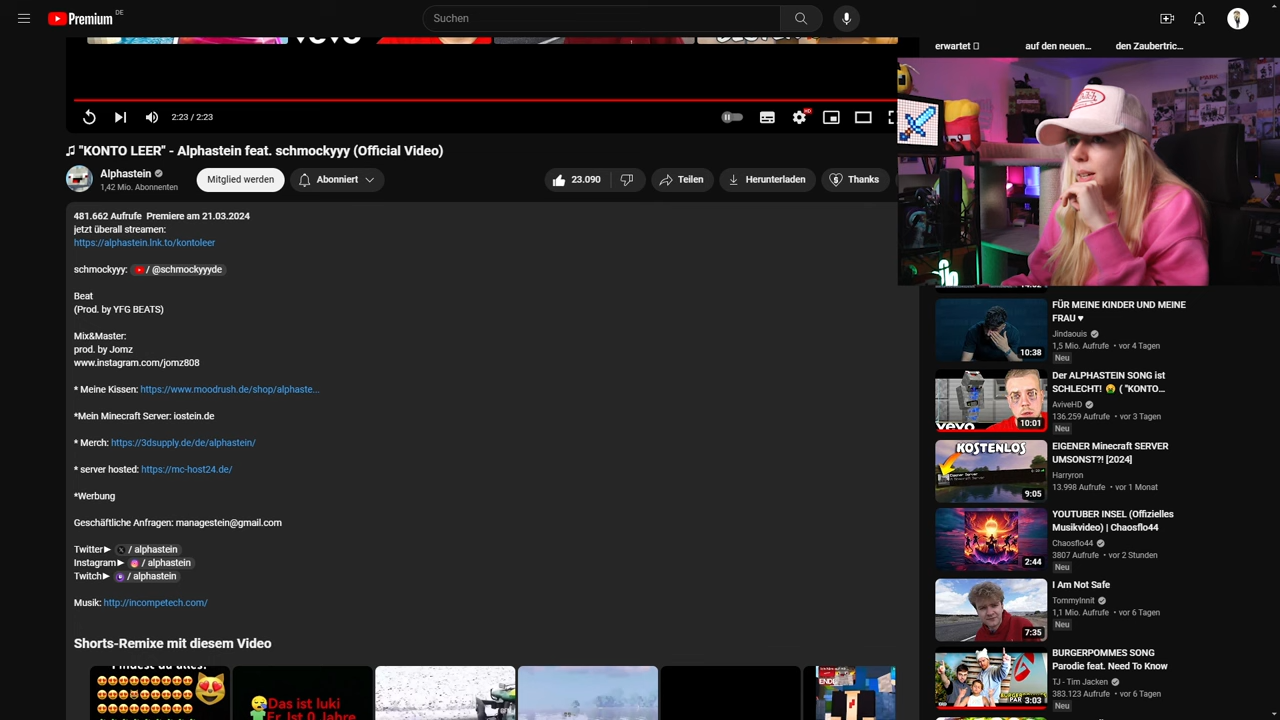 Premium DE
Suchen
erwartet
auf den neuen...
den Zaubertric...
vevo
2:23 / 2:23
HD
♫ "KONTO LEER" - Alphastein feat. schmockyyy (Official Video)
Alphastein
1,42 Mio. Abonnenten
Mitglied werden
Abonniert
23.090
Teilen
Herunterladen
Thanks
481.662 Aufrufe Premiere am 21.03.2024
jetzt überall streamen:
https://alphastein.lnk.to/kontoleer
schmockyyy: / @schmockyyyde
Beat
(Prod. by YFG BEATS)
Mix&Master:
prod. by Jomz
www.instagram.com/jomz808
* Meine Kissen: https://www.moodrush.de/shop/alphaste...
*Mein Minecraft Server: iostein.de
* Merch: https://3dsupply.de/de/alphastein/
* server hosted: https://mc-host24.de/
*Werbung
Geschäftliche Anfragen: managestein@gmail.com
Twitter► / alphastein
Instagram► / alphastein
Twitch► / alphastein
Musik: http://incompetech.com/
Shorts-Remixe mit diesem Video
Findest du alles?
Das ist luki
Er ist 0 Jahre
FÜR MEINE KINDER UND MEINE
FRAU ♥
Jindaouis
1,5 Mio. Aufrufe • vor 4 Tagen
Neu
10:38
Der ALPHASTEIN SONG ist
SCHLECHT! 🤮 ( "KONTO...
AviveHD
136.259 Aufrufe • vor 3 Tagen
Neu
vevo
10:01
EIGENER Minecraft SERVER
UMSONST?! [2024]
Harryron
13.998 Aufrufe • vor 1 Monat
KOSTENLOS
9:05
YOUTUBER INSEL (Offizielles
Musikvideo) | Chaosflo44
Chaosflo44
3807 Aufrufe • vor 2 Stunden
Neu
2:44
I Am Not Safe
TommyInnit
1,1 Mio. Aufrufe • vor 6 Tagen
Neu
7:35
BURGERPOMMES SONG
Parodie feat. Need To Know
TJ - Tim Jacken
383.123 Aufrufe • vor 6 Tagen
Neu
3:03